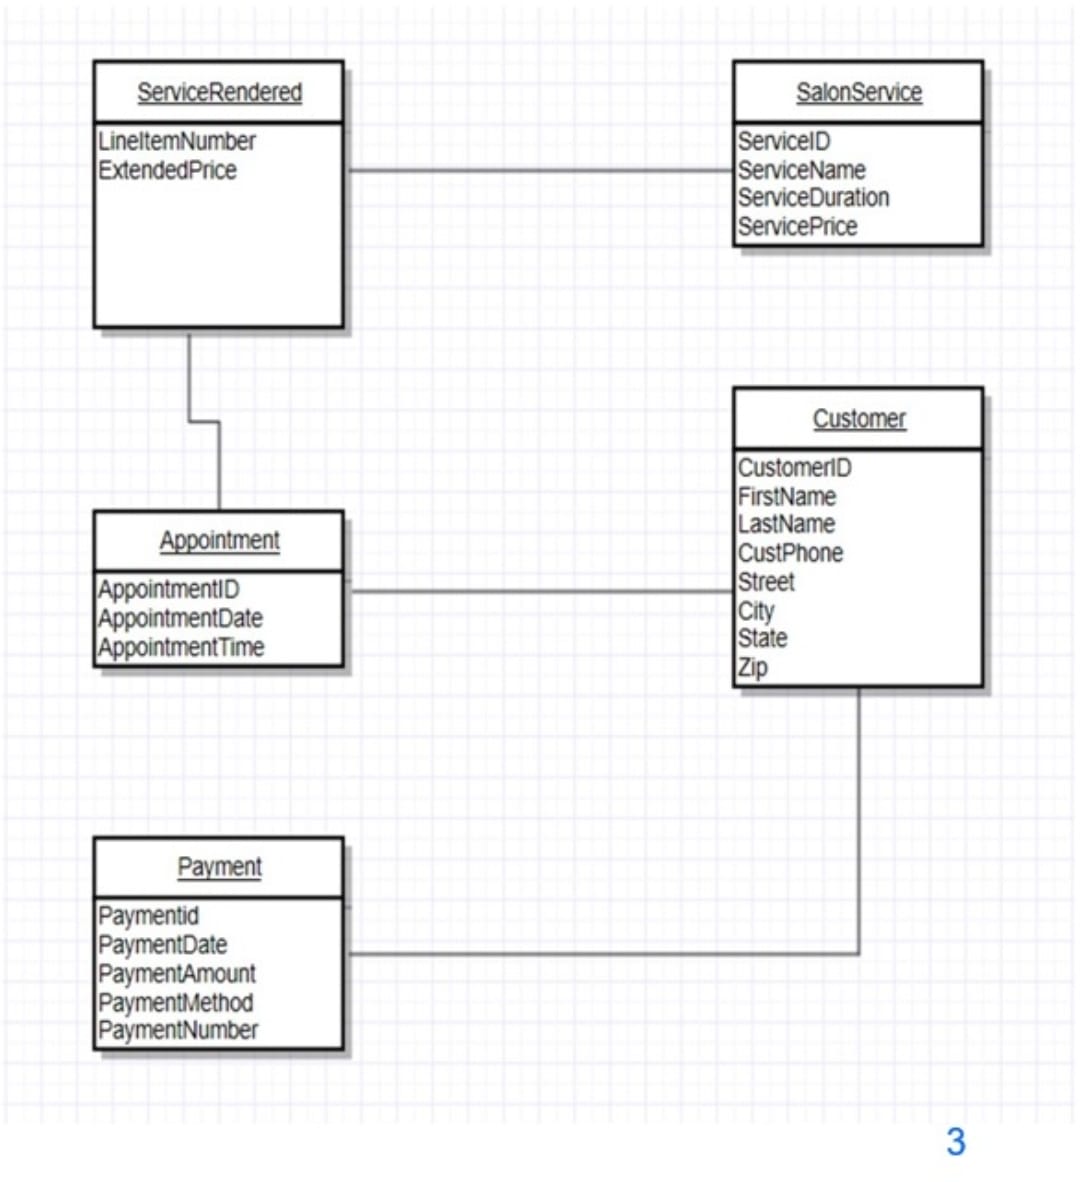 ServiceRendered
LineItemNumber
ExtendedPrice
SalonService
ServiceID
ServiceName
ServiceDuration
ServicePrice
Customer
CustomerID
FirstName
LastName
CustPhone
Street
City
State
Zip
Appointment
AppointmentID
AppointmentDate
AppointmentTime
Payment
Paymentid
PaymentDate
PaymentAmount
PaymentMethod
PaymentNumber
3